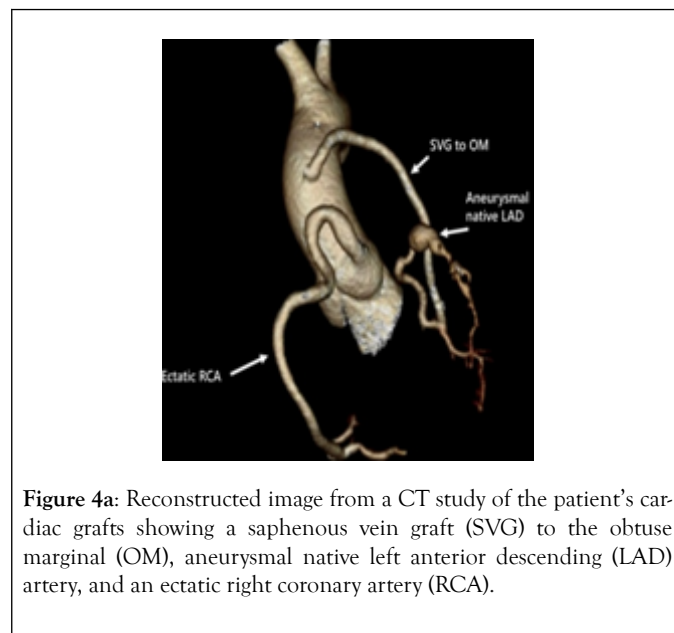 SVG to OM
Aneurysmal
native LAD
Ectatic RCA
Figure 4a: Reconstructed image from a CT study of the patient's car-
diac grafts showing a saphenous vein graft (SVG) to the obtuse
marginal (OM), aneurysmal native left anterior descending (LAD)
artery, and an ectatic right coronary artery (RCA).